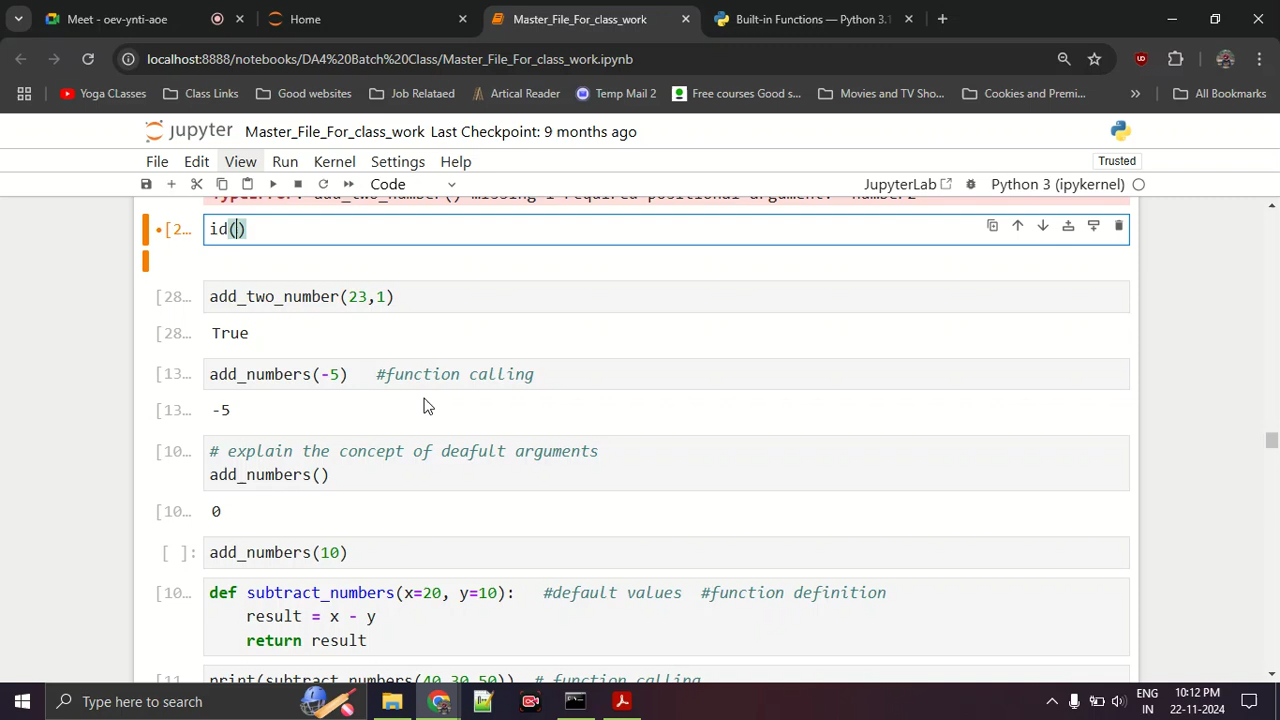 Meet - oev-ynti-aoe
Home
Master_File_For_class_work
Built-in Functions — Python 3.1
localhost:8888/notebooks/DA4%20Batch%20Class/Master_File_For_class_work.ipynb
Yoga CLasses
Class Links
Good websites
Job Relataed
Artical Reader
Temp Mail 2
Free courses Good s...
Movies and TV Sho...
Cookies and Premi...
All Bookmarks
jupyter Master_File_For_class_work Last Checkpoint: 9 months ago
File Edit View Run Kernel Settings Help
Trusted
Code
JupyterLab
Python 3 (ipykernel)
TypeError: add_two_number() missing 1 required positional argument: 'number2'
[2... id()
[28... add_two_number(23,1)
[28... True
[13... add_numbers(-5) #function calling
[13... -5
[10... # explain the concept of deafult arguments
add_numbers()
[10... 0
[ ]: add_numbers(10)
[10... def subtract_numbers(x=20, y=10): #default values #function definition
result = x - y
return result
[11... print(subtract_numbers(40,30,50)) # function calling
Type here to search
ENG
IN
10:12 PM
22-11-2024